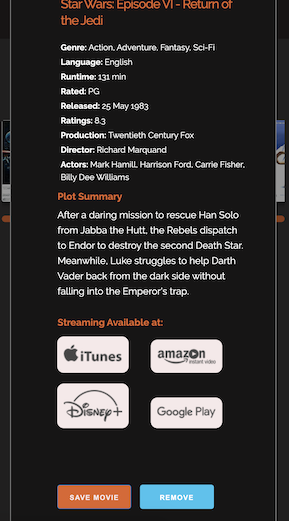 Star Wars: Episode VI - Return of
the Jedi
Genre: Action, Adventure, Fantasy, Sci-Fi
Language: English
Runtime: 131 min
Rated: PG
Released: 25 May 1983
Ratings: 8.3
Production: Twentieth Century Fox
Director: Richard Marquand
Actors: Mark Hamill, Harrison Ford, Carrie Fisher,
Billy Dee Williams
Plot Summary
After a daring mission to rescue Han Solo
from Jabba the Hutt, the Rebels dispatch
to Endor to destroy the second Death Star.
Meanwhile, Luke struggles to help Darth
Vader back from the dark side without
falling into the Emperor's trap.
Streaming Available at:
iTunes
amazon
instant video
Disney+
Google Play
SAVE MOVIE
REMOVE